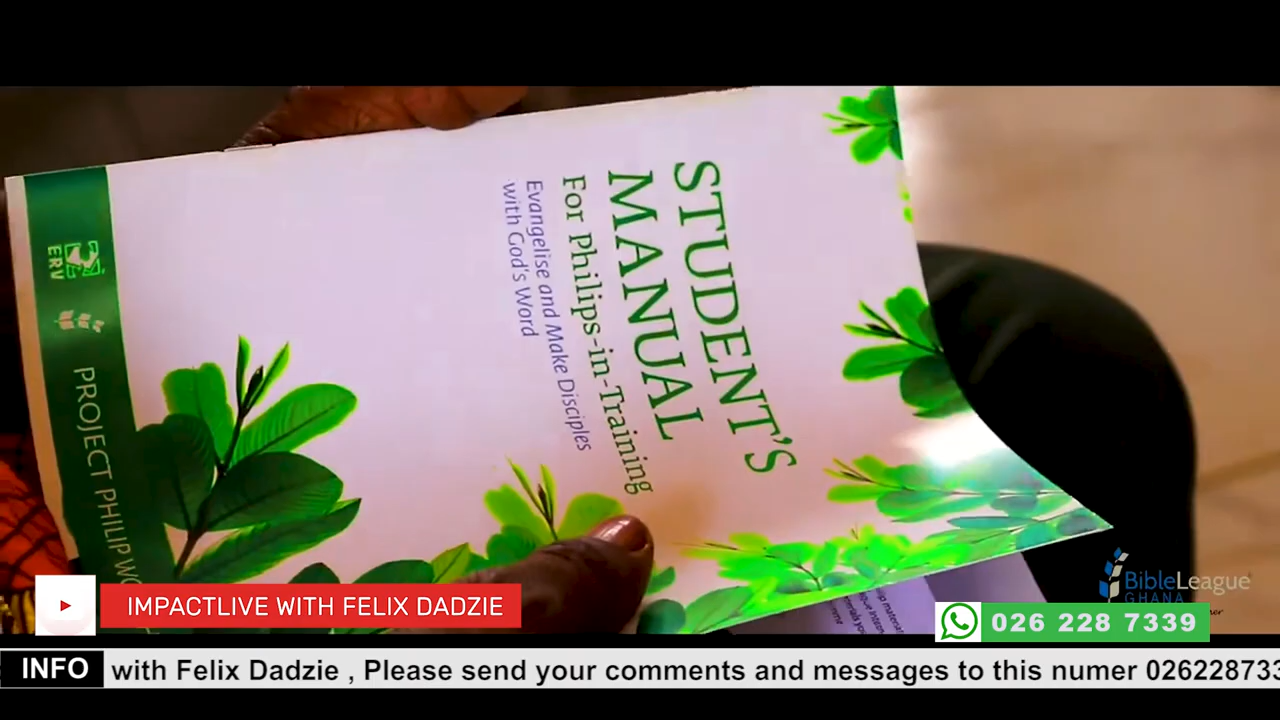 STUDENT'S
MANUAL
For Philips-in-Training
Evangelise and Make Disciples
with God's Word
ERV
PROJECT PHILIP
BibleLeague
GHANA
IMPACTLIVE WITH FELIX DADZIE
026 228 7339
INFO
with Felix Dadzie , Please send your comments and messages to this numer 02622873